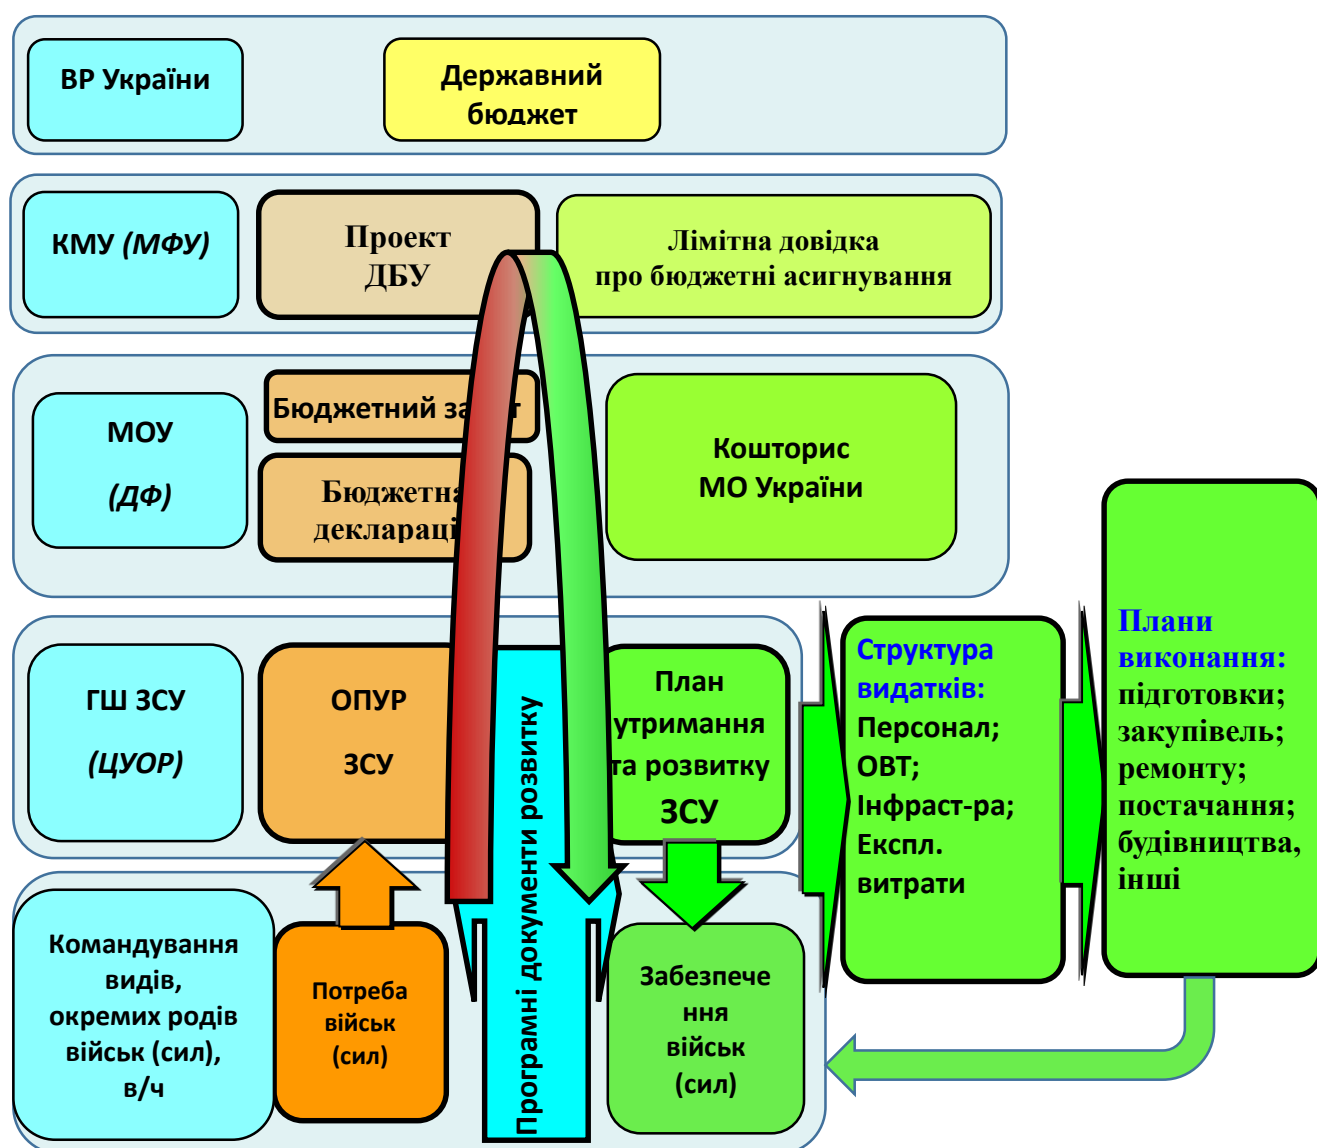 ВР України
Державний
бюджет
КМУ (МФУ)
Проект
ДБУ
Лімітна довідка
про бюджетні асигнування
МОУ
(ДФ)
Бюджетний
Бюджетна
Кошторис
МО України
ГШ ЗСУ
(ЦУОР)
ОПУР
ЗСУ
Програмні документи розвитку
План
утримання
та розвитку
ЗСУ
Структура
видатків:
Персонал;
ОВТ;
Інфраст-ра;
Експл.
витрати
Плани
виконання:
підготовки;
закупівель;
ремонту;
постачання;
будівництва,
інші
Командування
видів,
окремих родів
військ (сил),
в/ч
Потреба
військ
(сил)
Забезпече
ння
військ
(сил)